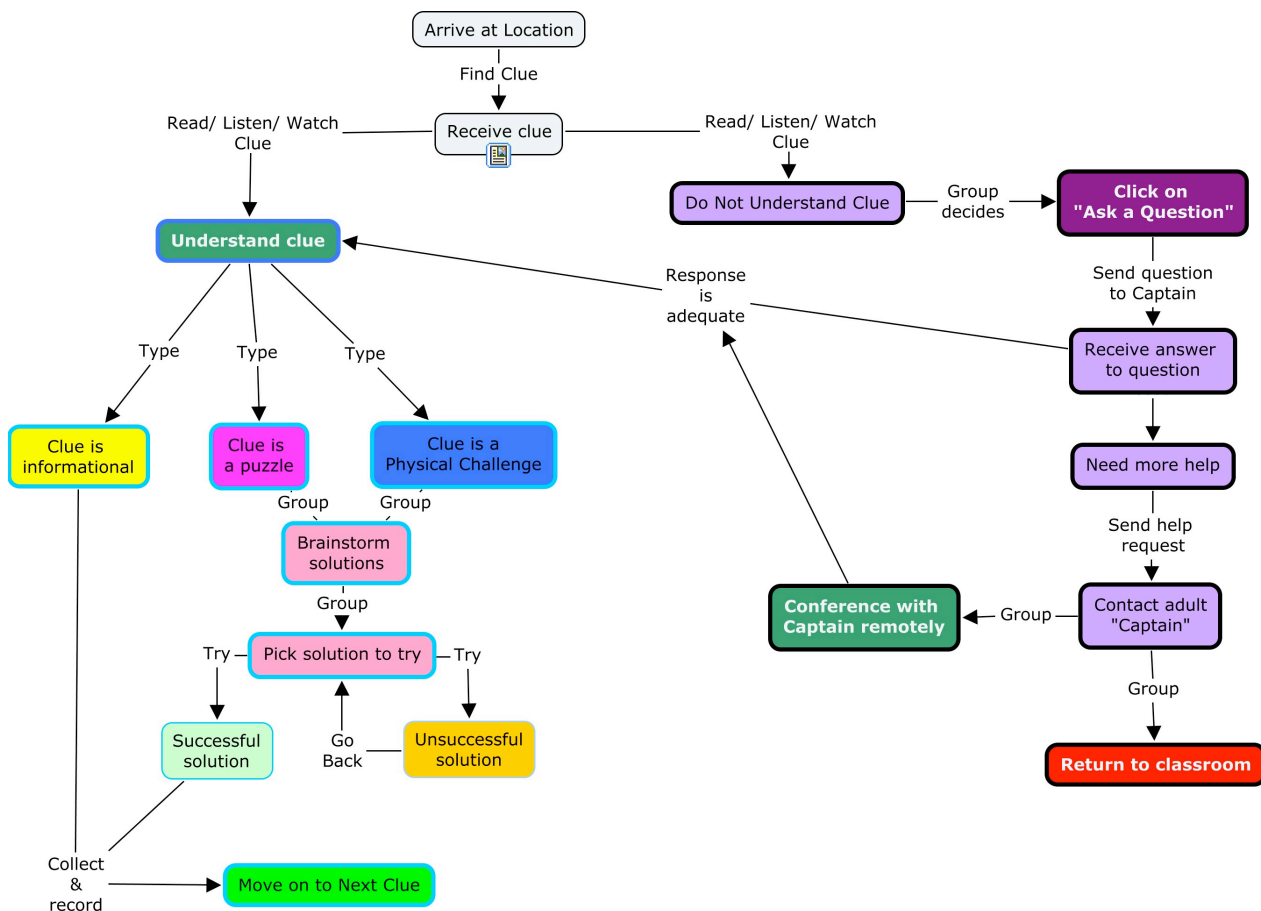 Arrive at Location
Find Clue
Receive clue
Read/ Listen/ Watch
Clue
Read/ Listen/ Watch
Clue
Do Not Understand Clue
Group
decides
Click on
"Ask a Question"
Understand clue
Send question
to Captain
Response
is
adequate
Receive answer
to question
Type
Type
Type
Clue is
informational
Clue is
a puzzle
Clue is a
Physical Challenge
Need more help
Group
Group
Send help
request
Brainstorm
solutions
Group
Conference with
Captain remotely
Group
Contact adult
"Captain"
Try
Pick solution to try
Try
Group
Successful
solution
Go
Back
Unsuccessful
solution
Return to classroom
Collect
&
record
Move on to Next Clue